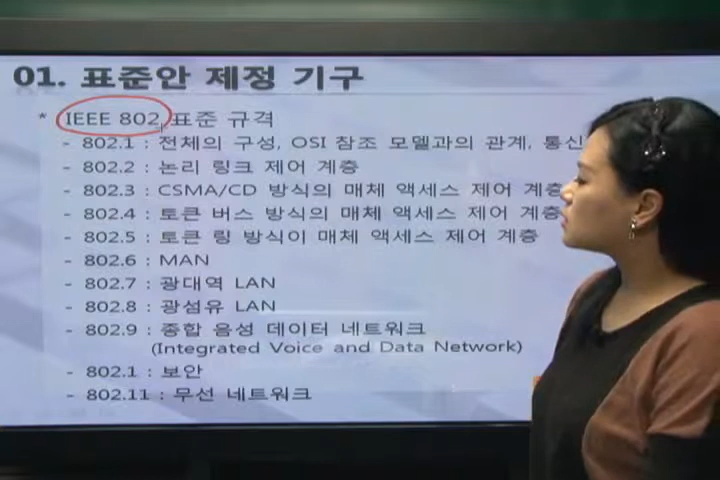 01. 표준안 제정 기구
* IEEE 802 표준 규격
- 802.1 : 전체의 구성, OSI 참조 모델과의 관계, 통신
- 802.2 : 논리 링크 제어 계층
- 802.3 : CSMA/CD 방식의 매체 액세스 제어 계층
- 802.4 : 토큰 버스 방식의 매체 액세스 제어 계층
- 802.5 : 토큰 링 방식이 매체 액세스 제어 계층
- 802.6 : MAN
- 802.7 : 광대역 LAN
- 802.8 : 광섬유 LAN
- 802.9 : 종합 음성 데이터 네트워크
(Integrated Voice and Data Network)
- 802.1 : 보안
- 802.11 : 무선 네트워크